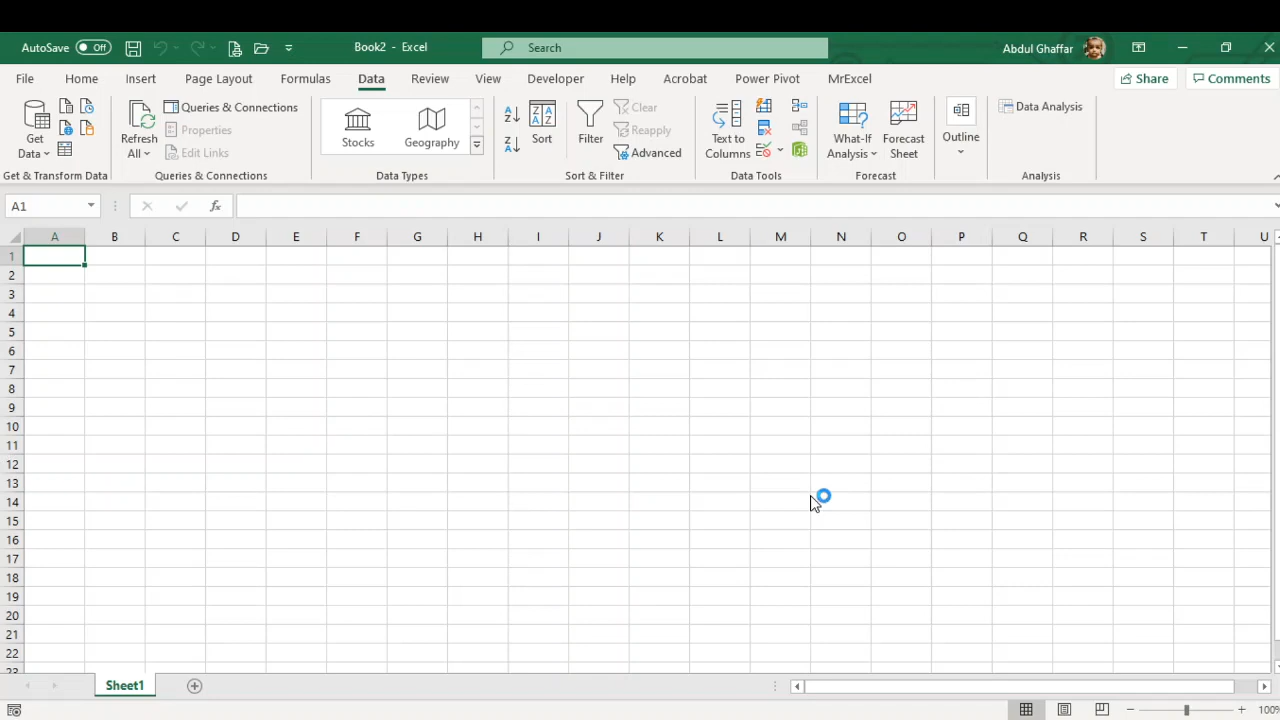 AutoSave Off Book2 - Excel Search Abdul Ghaffar
File Home Insert Page Layout Formulas Data Review View Developer Help Acrobat Power Pivot MrExcel Share Comments
Get Data
Refresh All
Queries & Connections
Properties
Edit Links
Stocks
Geography
Sort
Filter
Clear
Reapply
Advanced
Text to Columns
What-If Analysis
Forecast Sheet
Outline
Data Analysis
Get & Transform Data Queries & Connections Data Types Sort & Filter Data Tools Forecast Analysis
A1 fx
A B C D E F G H I J K L M N O P Q R S T U
1
2
3
4
5
6
7
8
9
10
11
12
13
14
15
16
17
18
19
20
21
22
23
Sheet1
100%